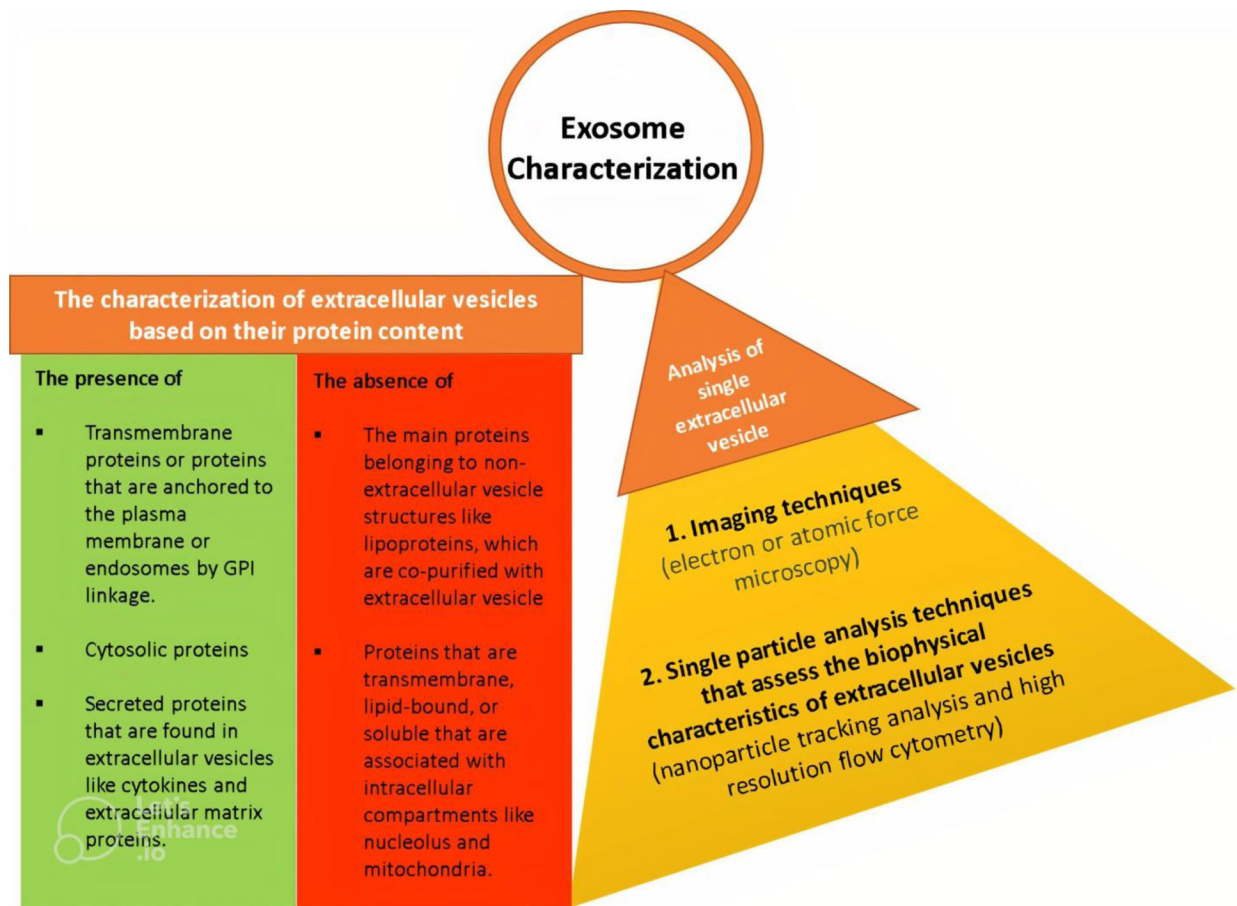 Exosome
Characterization
The characterization of extracellular vesicles
based on their protein content
The presence of
▪ Transmembrane
proteins or proteins
that are anchored to
the plasma
membrane or
endosomes by GPI
linkage.
▪ Cytosolic proteins
▪ Secreted proteins
that are found in
extracellular vesicles
like cytokines and
extracellular matrix
proteins.
The absence of
▪ The main proteins
belonging to non-
extracellular vesicle
structures like
lipoproteins, which
are co-purified with
extracellular vesicle
▪ Proteins that are
transmembrane,
lipid-bound, or
soluble that are
associated with
intracellular
compartments like
nucleolus and
mitochondria.
Analysis of
single
extracellular
vesicle
1. Imaging techniques
(electron or atomic force
microscopy)
2. Single particle analysis techniques
that assess the biophysical
characteristics of extracellular vesicles
(nanoparticle tracking analysis and high
resolution flow cytometry)
Let's
Enhance
.io